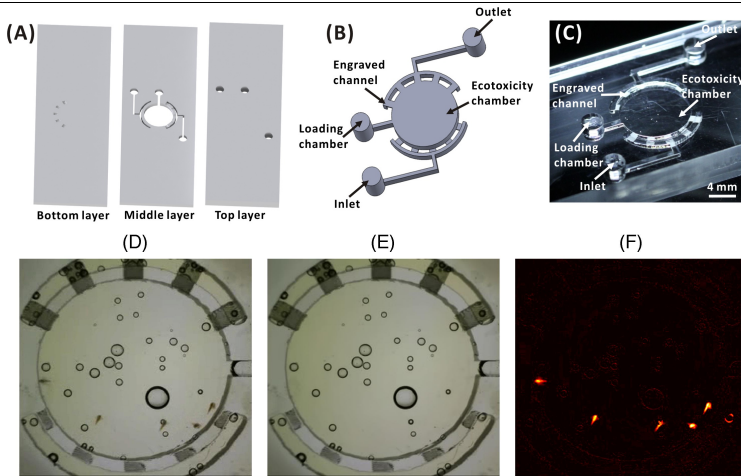 (A)
Bottom layer
Middle layer
Top layer
(B)
Outlet
Engraved
channel
Ecotoxicity
chamber
Loading
chamber
Inlet
(C)
Outlet
Engraved
channel
Ecotoxicity
chamber
Loading
chamber
Inlet
4 mm
(D)
(E)
(F)